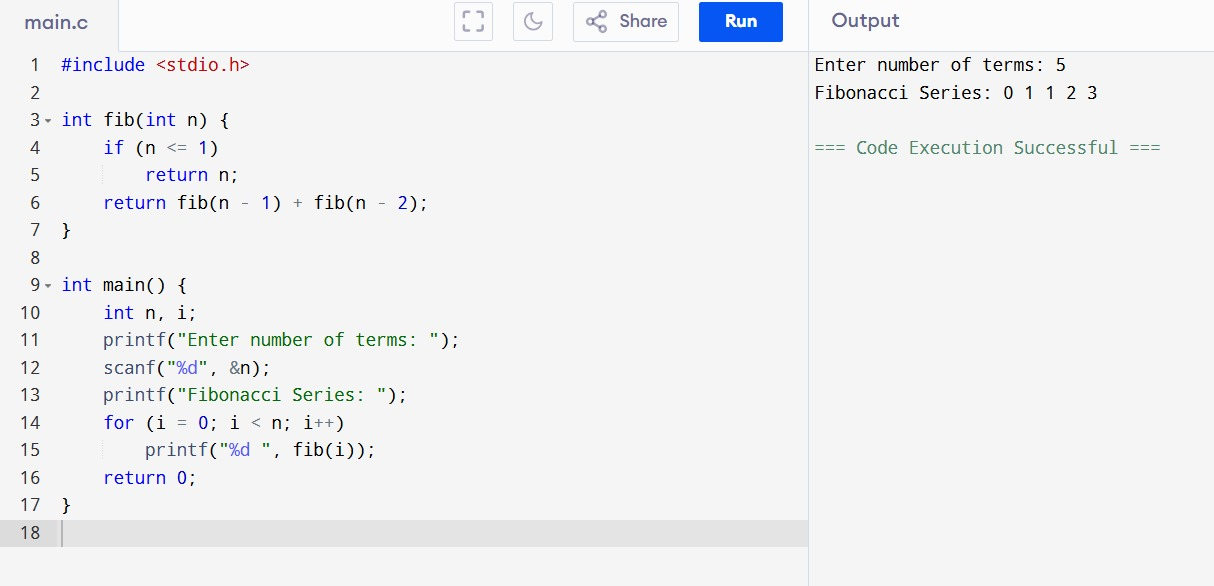 main.c Share Run Output
1 #include <stdio.h>
2
3 int fib(int n) {
4     if (n <= 1)
5         return n;
6     return fib(n - 1) + fib(n - 2);
7 }
8
9 int main() {
10     int n, i;
11     printf("Enter number of terms: ");
12     scanf("%d", &n);
13     printf("Fibonacci Series: ");
14     for (i = 0; i < n; i++)
15         printf("%d ", fib(i));
16     return 0;
17 }
18
Enter number of terms: 5
Fibonacci Series: 0 1 1 2 3
=== Code Execution Successful ===